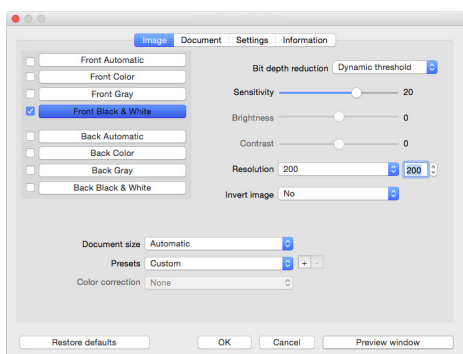 Image Document Settings Information
Front Automatic
Front Color
Front Gray
Front Black & White
Back Automatic
Back Color
Back Gray
Back Black & White
Bit depth reduction Dynamic threshold
Sensitivity 20
Brightness 0
Contrast 0
Resolution 200 200
Invert image No
Document size Automatic
Presets Custom + -
Color correction None
Restore defaults OK Cancel Preview window